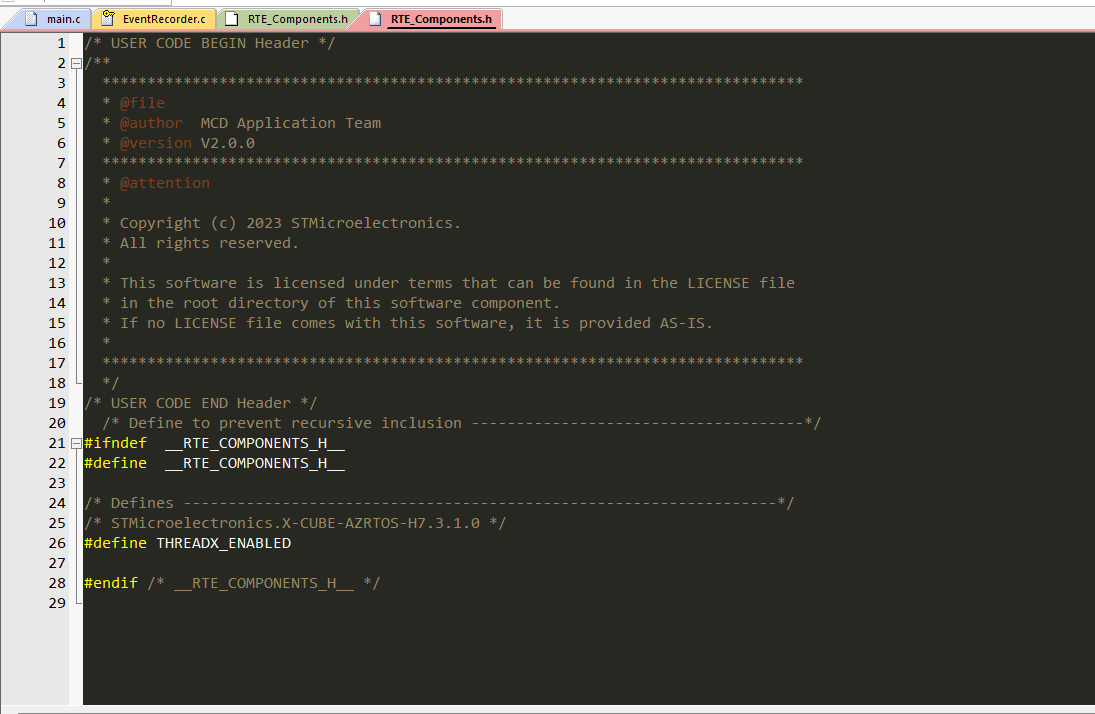 main.c EventRecorder.c RTE_Components.h RTE_Components.h
1 /* USER CODE BEGIN Header */
2 /**
3 ******************************************************************************
4 * @file
5 * @author  MCD Application Team
6 * @version V2.0.0
7 ******************************************************************************
8 * @attention
9 *
10 * Copyright (c) 2023 STMicroelectronics.
11 * All rights reserved.
12 *
13 * This software is licensed under terms that can be found in the LICENSE file
14 * in the root directory of this software component.
15 * If no LICENSE file comes with this software, it is provided AS-IS.
16 *
17 ******************************************************************************
18 */
19 /* USER CODE END Header */
20 /* Define to prevent recursive inclusion -------------------------------------*/
21 #ifndef  __RTE_COMPONENTS_H__
22 #define  __RTE_COMPONENTS_H__
23
24 /* Defines ------------------------------------------------------------------*/
25 /* STMicroelectronics.X-CUBE-AZRTOS-H7.3.1.0 */
26 #define THREADX_ENABLED
27
28 #endif /* __RTE_COMPONENTS_H__ */
29